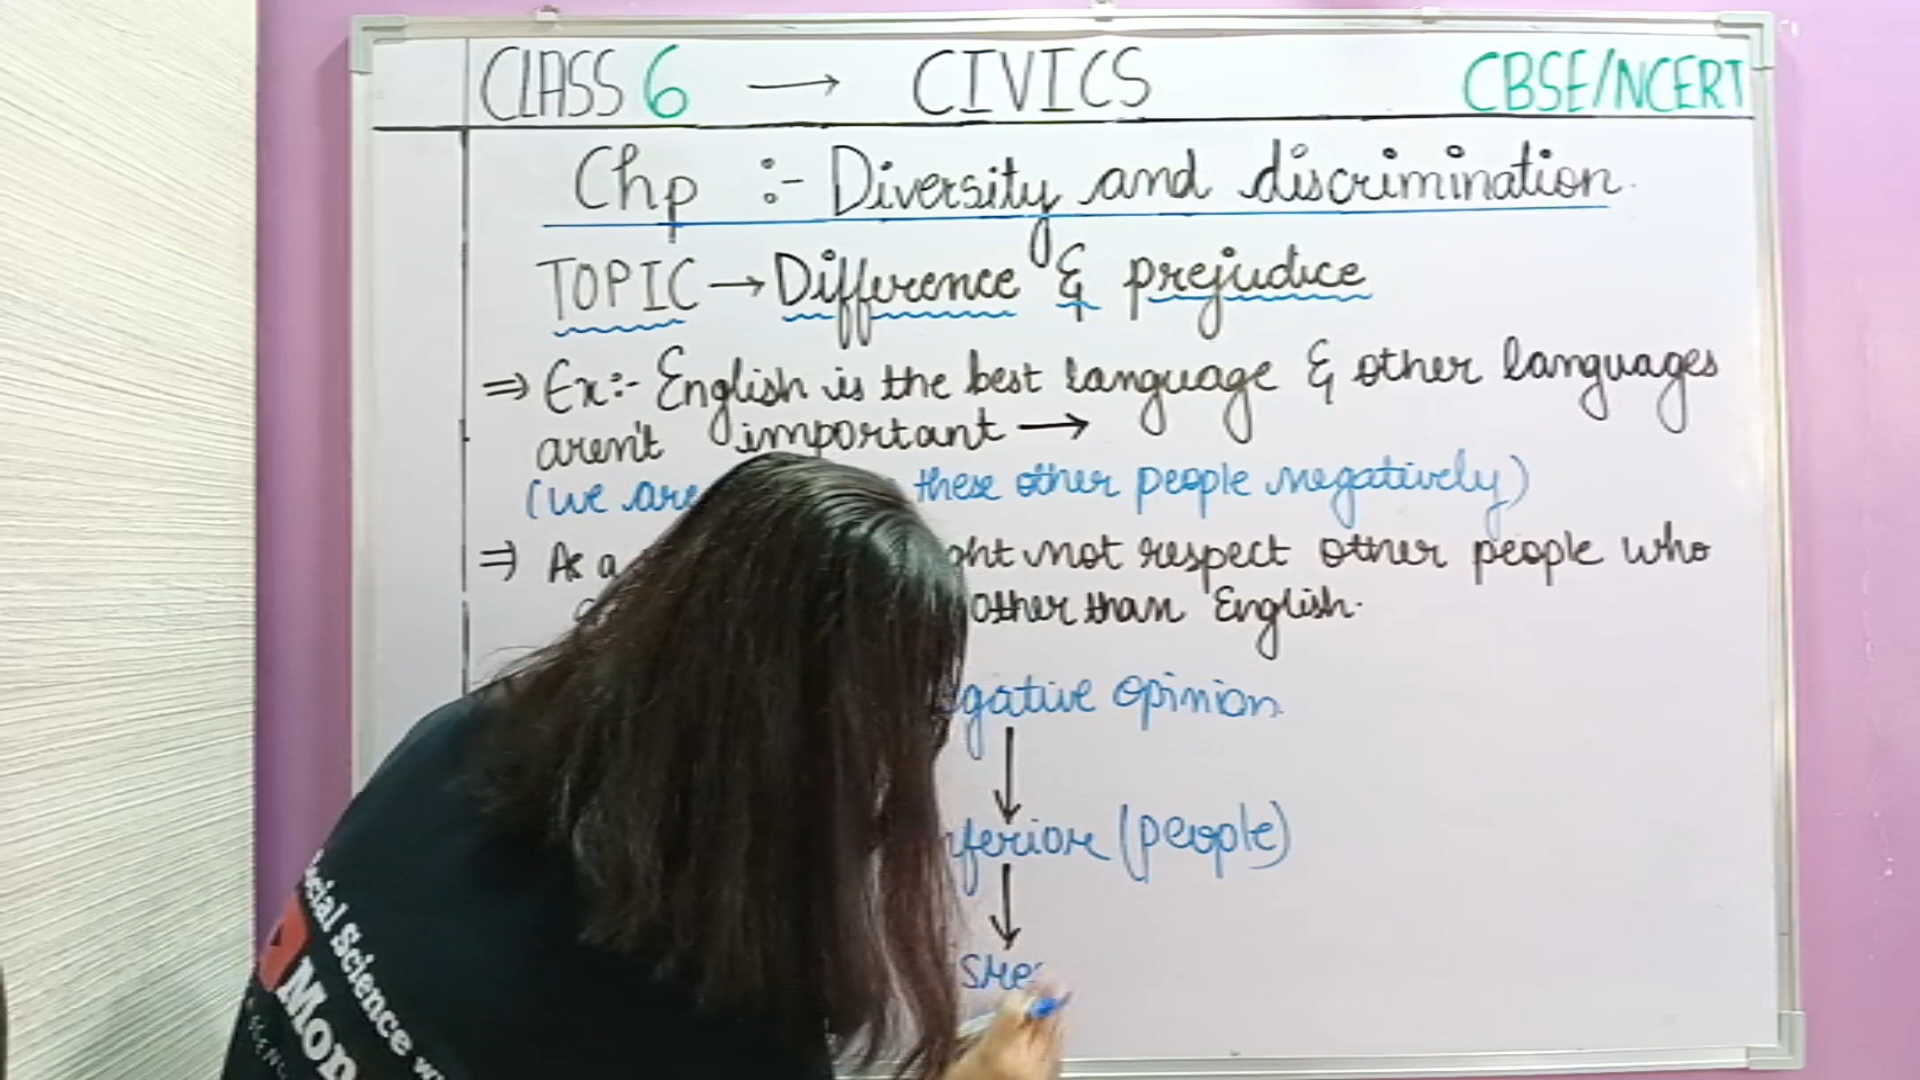 CLASS 6 → CIVICS CBSE/NCERT
Chp :- Diversity and discrimination.
TOPIC → Difference & prejudice
⇒ Ex:- English is the best language & other languages
aren't important →
(we are these other people negatively)
⇒ As a not respect other people who
other than English.
opinion
(people)
Social Science
Mon